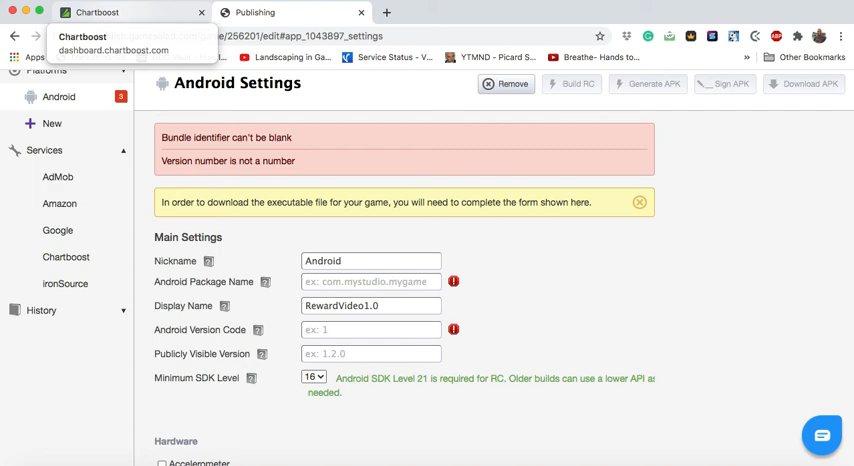 Chartboost
Publishing
/256201/edit#app_1043897_settings
Chartboost
dashboard.chartboost.com
Apps
Landscaping in Ga...
Service Status - V...
YTMND - Picard S...
Breathe- Hands to...
»
Other Bookmarks
ABP
Platforms
Android
3
New
Services
AdMob
Amazon
Google
Chartboost
ironSource
History
Android Settings
Remove
Build RC
Generate APK
Sign APK
Download APK
Bundle identifier can't be blank
Version number is not a number
In order to download the executable file for your game, you will need to complete the form shown here.
Main Settings
Nickname ? Android
Android Package Name ? ex: com.mystudio.mygame
Display Name ? RewardVideo1.0
Android Version Code ? ex: 1
Publicly Visible Version ? ex: 1.2.0
Minimum SDK Level ? 16 Android SDK Level 21 is required for RC. Older builds can use a lower API as
needed.
Hardware
Accelerometer